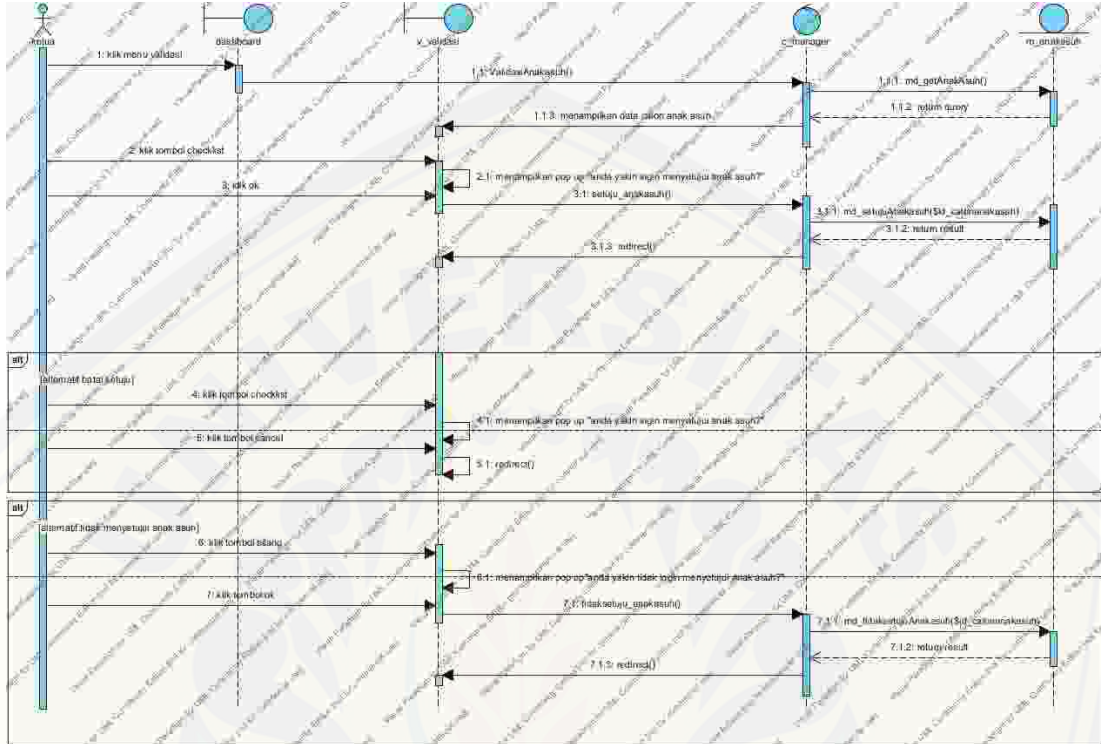 ketua
dashboard
v_validasi
c_manager
m_anakasuh
1: klik menu validasi
1.1: ValidasiAnakasuh()
1.1.1: md_getAnakAsuh()
1.1.2: return query
1.1.3: menampilkan data calon anak asuh
2: klik tombol checklist
2.1: menampilkan pop up "anda yakin ingin menyetujui anak asuh?"
3: klik ok
3.1: setuju_anakasuh()
3.1.1: md_setujuAnakasuh($id_calonanakasuh)
3.1.2: return result
3.1.3: redirect()
alt
[alternatif batal setuju]
4: klik tombol checklist
4.1: menampilkan pop up "anda yakin ingin menyetujui anak asuh?"
5: klik tombol cancel
5.1: redirect()
alt
[alternatif tidak menyetujui anak asuh]
6: klik tombol silang
6.1: menampilkan pop up "anda yakin tidak ingin menyetujui anak asuh?"
7: klik tombol ok
7.1: tidaksetuju_anakasuh()
7.1.1: md_tidaksetujuAnakasuh($id_calonanakasuh)
7.1.2: return result
7.1.3: redirect()
UNIVERSITAS